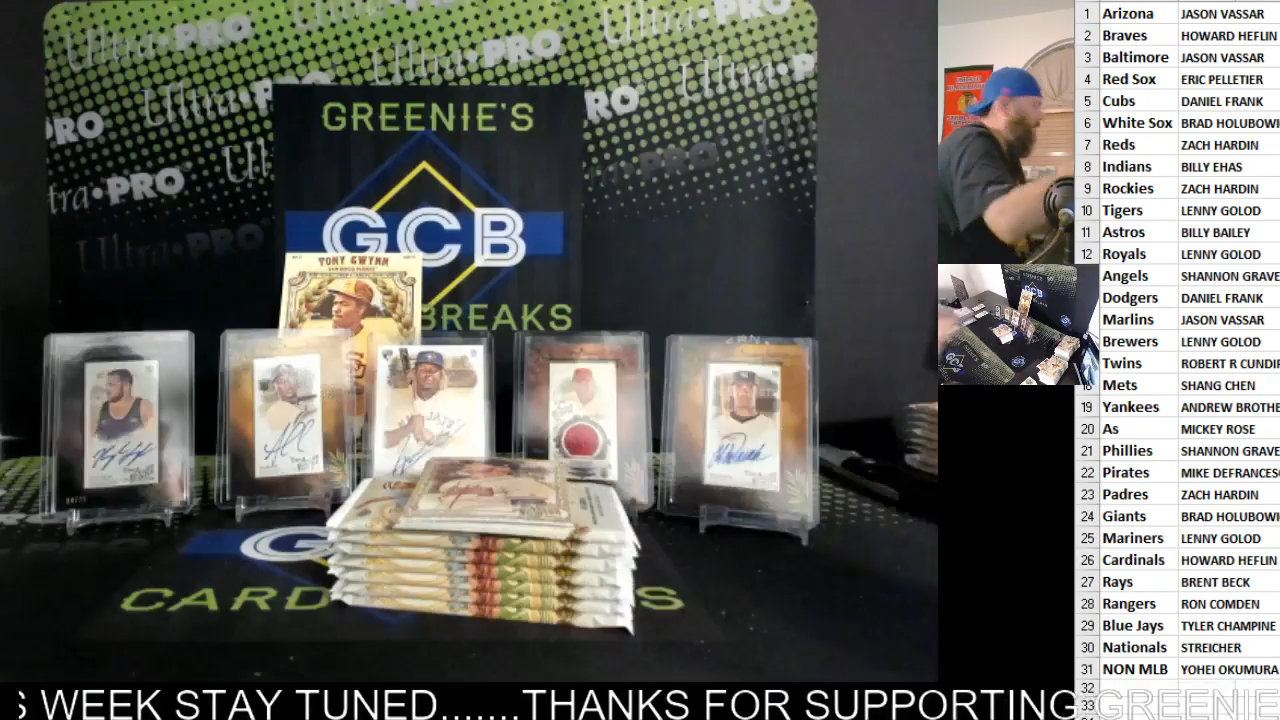 Ultra•PRO
Ultra•PRO
PRO
GREENIE'S
GCB
BREAKS
TONY GWYNN
CARD
S
1 Arizona JASON VASSAR
2 Braves HOWARD HEFLIN
3 Baltimore JASON VASSAR
4 Red Sox ERIC PELLETIER
5 Cubs DANIEL FRANK
6 White Sox BRAD HOLUBOWI
7 Reds ZACH HARDIN
8 Indians BILLY EHAS
9 Rockies ZACH HARDIN
10 Tigers LENNY GOLOD
11 Astros BILLY BAILEY
12 Royals LENNY GOLOD
Angels SHANNON GRAVE
Dodgers DANIEL FRANK
Marlins JASON VASSAR
Brewers LENNY GOLOD
Twins ROBERT R CUNDIF
Mets SHANG CHEN
19 Yankees ANDREW BROTHE
20 As MICKEY ROSE
21 Phillies SHANNON GRAVE
22 Pirates MIKE DEFRANCES
23 Padres ZACH HARDIN
24 Giants BRAD HOLUBOWI
25 Mariners LENNY GOLOD
26 Cardinals HOWARD HEFLIN
27 Rays BRENT BECK
28 Rangers RON COMDEN
29 Blue Jays TYLER CHAMPINE
30 Nationals STREICHER
31 NON MLB YOHEI OKUMURA
32
33
S WEEK STAY TUNED.......THANKS FOR SUPPORTING GREENIE